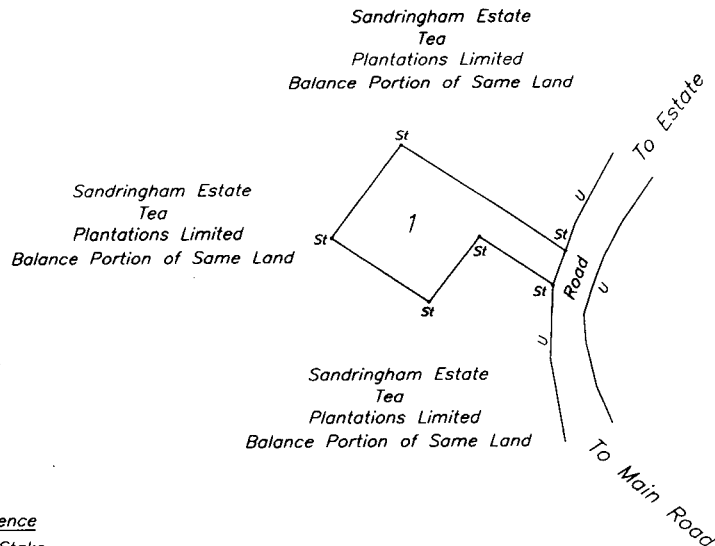 Sandringham Estate
Tea
Plantations Limited
Balance Portion of Same Land
To Estate
St
Sandringham Estate
Tea
Plantations Limited
Balance Portion of Same Land
1
U
St
St
St
Road
St
U
St
U
Sandringham Estate
Tea
Plantations Limited
Balance Portion of Same Land
To Main Road
ence
Stake